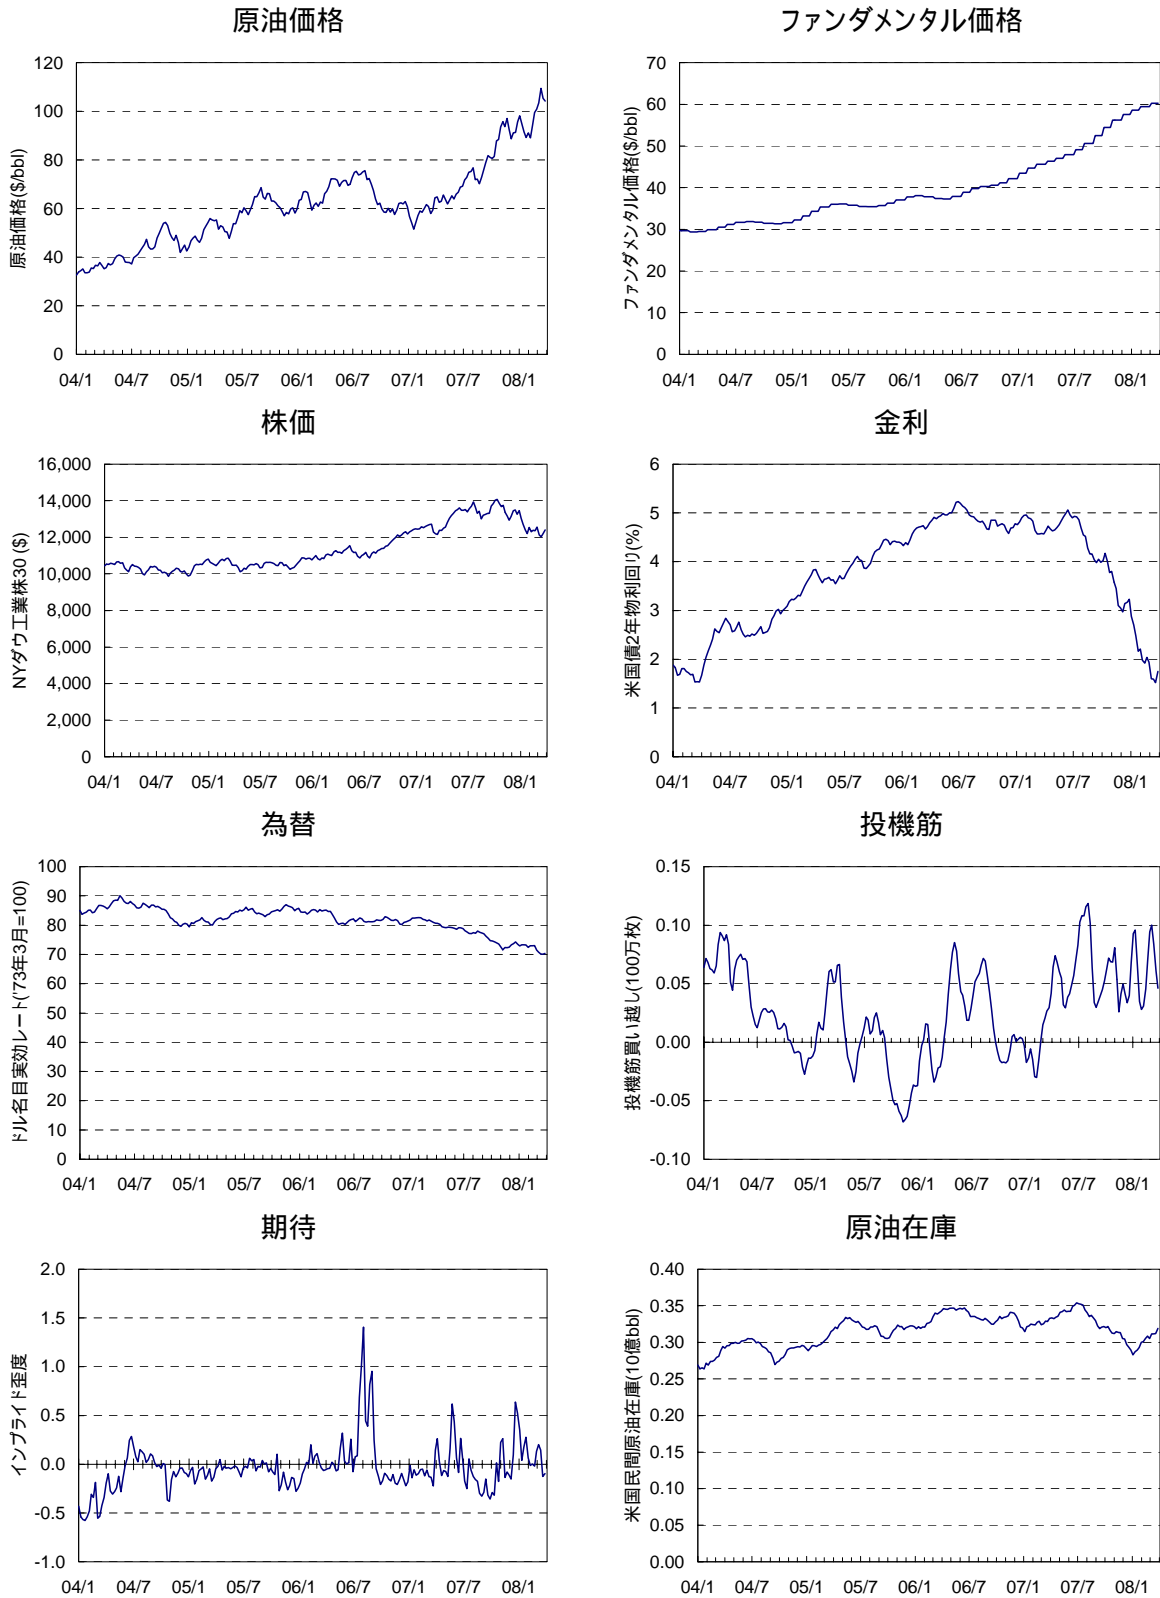 原油価格
原油価格($/bbl)
120
100
80
60
40
20
0
04/1 04/7 05/1 05/7 06/1 06/7 07/1 07/7 08/1
ファンダメンタル価格
ファンダメンタル価格($/bbl)
70
60
50
40
30
20
10
0
04/1 04/7 05/1 05/7 06/1 06/7 07/1 07/7 08/1
株価
NYダウ工業株30 ($)
16,000
14,000
12,000
10,000
8,000
6,000
4,000
2,000
0
04/1 04/7 05/1 05/7 06/1 06/7 07/1 07/7 08/1
金利
米国債2年物利回り(%)
6
5
4
3
2
1
0
04/1 04/7 05/1 05/7 06/1 06/7 07/1 07/7 08/1
為替
ドル名目実効レート('73年3月=100)
100
90
80
70
60
50
40
30
20
10
0
04/1 04/7 05/1 05/7 06/1 06/7 07/1 07/7 08/1
投機筋
投機筋買い越し(100万枚)
0.15
0.10
0.05
0.00
-0.05
-0.10
04/1 04/7 05/1 05/7 06/1 06/7 07/1 07/7 08/1
期待
インプライド歪度
2.0
1.5
1.0
0.5
0.0
-0.5
-1.0
04/1 04/7 05/1 05/7 06/1 06/7 07/1 07/7 08/1
原油在庫
米国民間原油在庫(10億bbl)
0.40
0.35
0.30
0.25
0.20
0.15
0.10
0.05
0.00
04/1 04/7 05/1 05/7 06/1 06/7 07/1 07/7 08/1